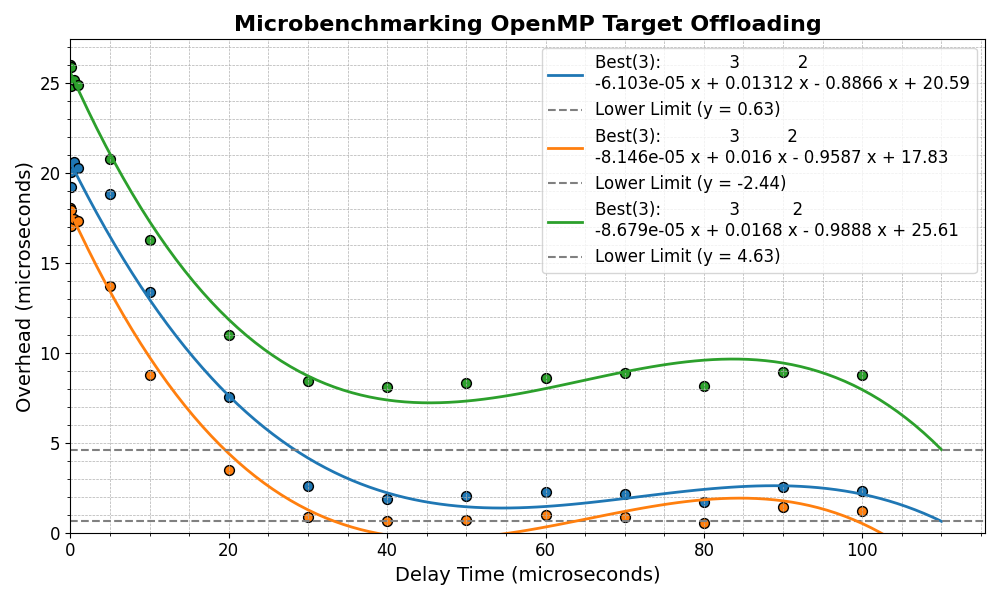 Microbenchmarking OpenMP Target Offloading
Best(3): 3 2
-6.103e-05 x + 0.01312 x - 0.8866 x + 20.59
Lower Limit (y = 0.63)
Best(3): 3 2
-8.146e-05 x + 0.016 x - 0.9587 x + 17.83
Lower Limit (y = -2.44)
Best(3): 3 2
-8.679e-05 x + 0.0168 x - 0.9888 x + 25.61
Lower Limit (y = 4.63)
Overhead (microseconds)
25
20
15
10
5
0
0 20 40 60 80 100
Delay Time (microseconds)